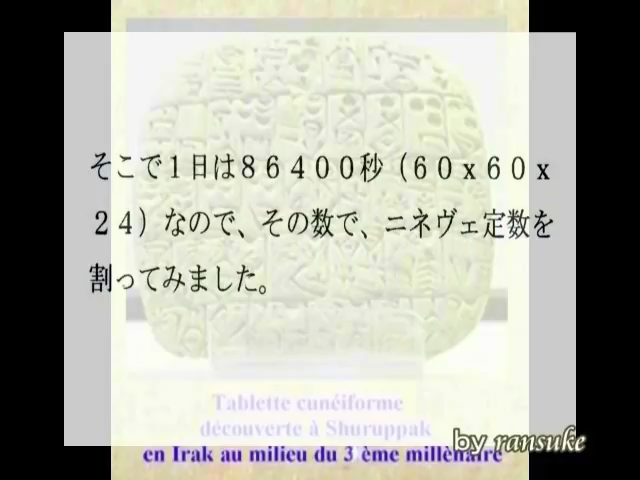 そこで１日は８６４００秒（６０ｘ６０ｘ
２４）なので、その数で、ニネヴェ定数を
割ってみました。
Tablette cunéiforme
découverte à Shuruppak
en Irak au milieu du 3 ème millènaire
by ransuke